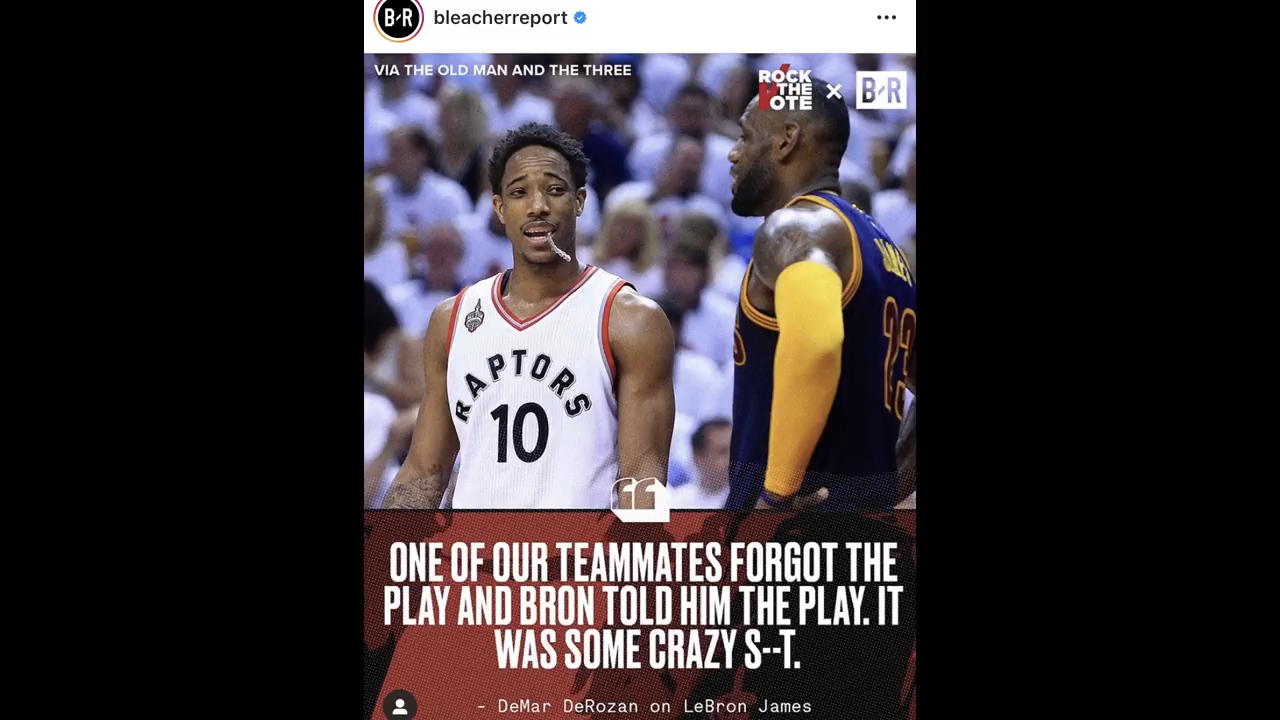 B/R bleacherreport
VIA THE OLD MAN AND THE THREE
ROCK
THE
VOTE
× B/R
RAPTORS
10
23
ONE OF OUR TEAMMATES FORGOT THE
PLAY AND BRON TOLD HIM THE PLAY. IT
WAS SOME CRAZY S--T.
- DeMar DeRozan on LeBron James